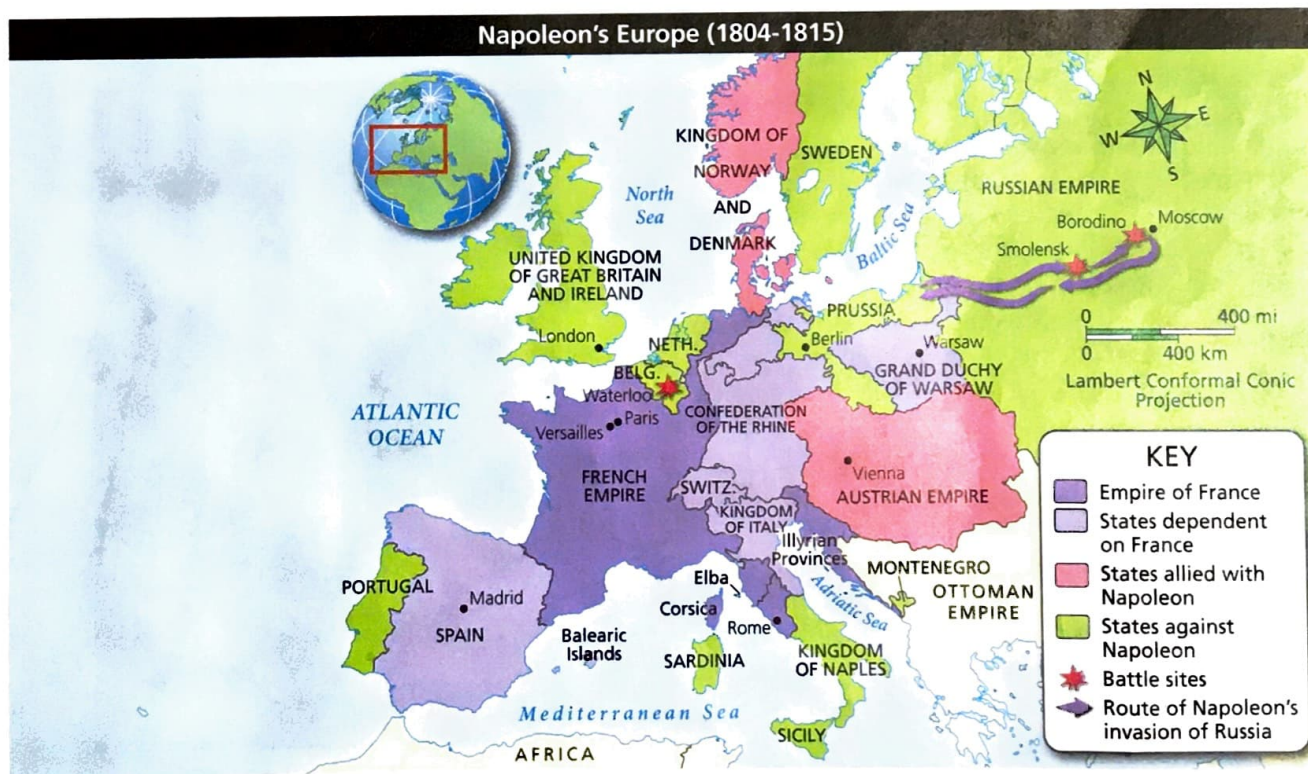 Napoleon's Europe (1804-1815)
N
E
W
S
KINGDOM OF
NORWAY
AND
DENMARK
SWEDEN
North
Sea
Baltic Sea
RUSSIAN EMPIRE
Borodino
Moscow
Smolensk
UNITED KINGDOM
OF GREAT BRITAIN
AND IRELAND
London
NETH.
BELG.
Waterloo
PRUSSIA
Berlin
Warsaw
GRAND DUCHY
OF WARSAW
0 400 mi
0 400 km
Lambert Conformal Conic
Projection
ATLANTIC
OCEAN
Paris
Versailles
CONFEDERATION
OF THE RHINE
FRENCH
EMPIRE
SWITZ.
KINGDOM
OF ITALY
Vienna
AUSTRIAN EMPIRE
Illyrian
Provinces
MONTENEGRO
OTTOMAN
EMPIRE
Adriatic Sea
Elba
Corsica
Rome
PORTUGAL
Madrid
SPAIN
Balearic
Islands
SARDINIA
KINGDOM
OF NAPLES
Mediterranean Sea
SICILY
AFRICA
KEY
Empire of France
States dependent
on France
States allied with
Napoleon
States against
Napoleon
Battle sites
Route of Napoleon's
invasion of Russia